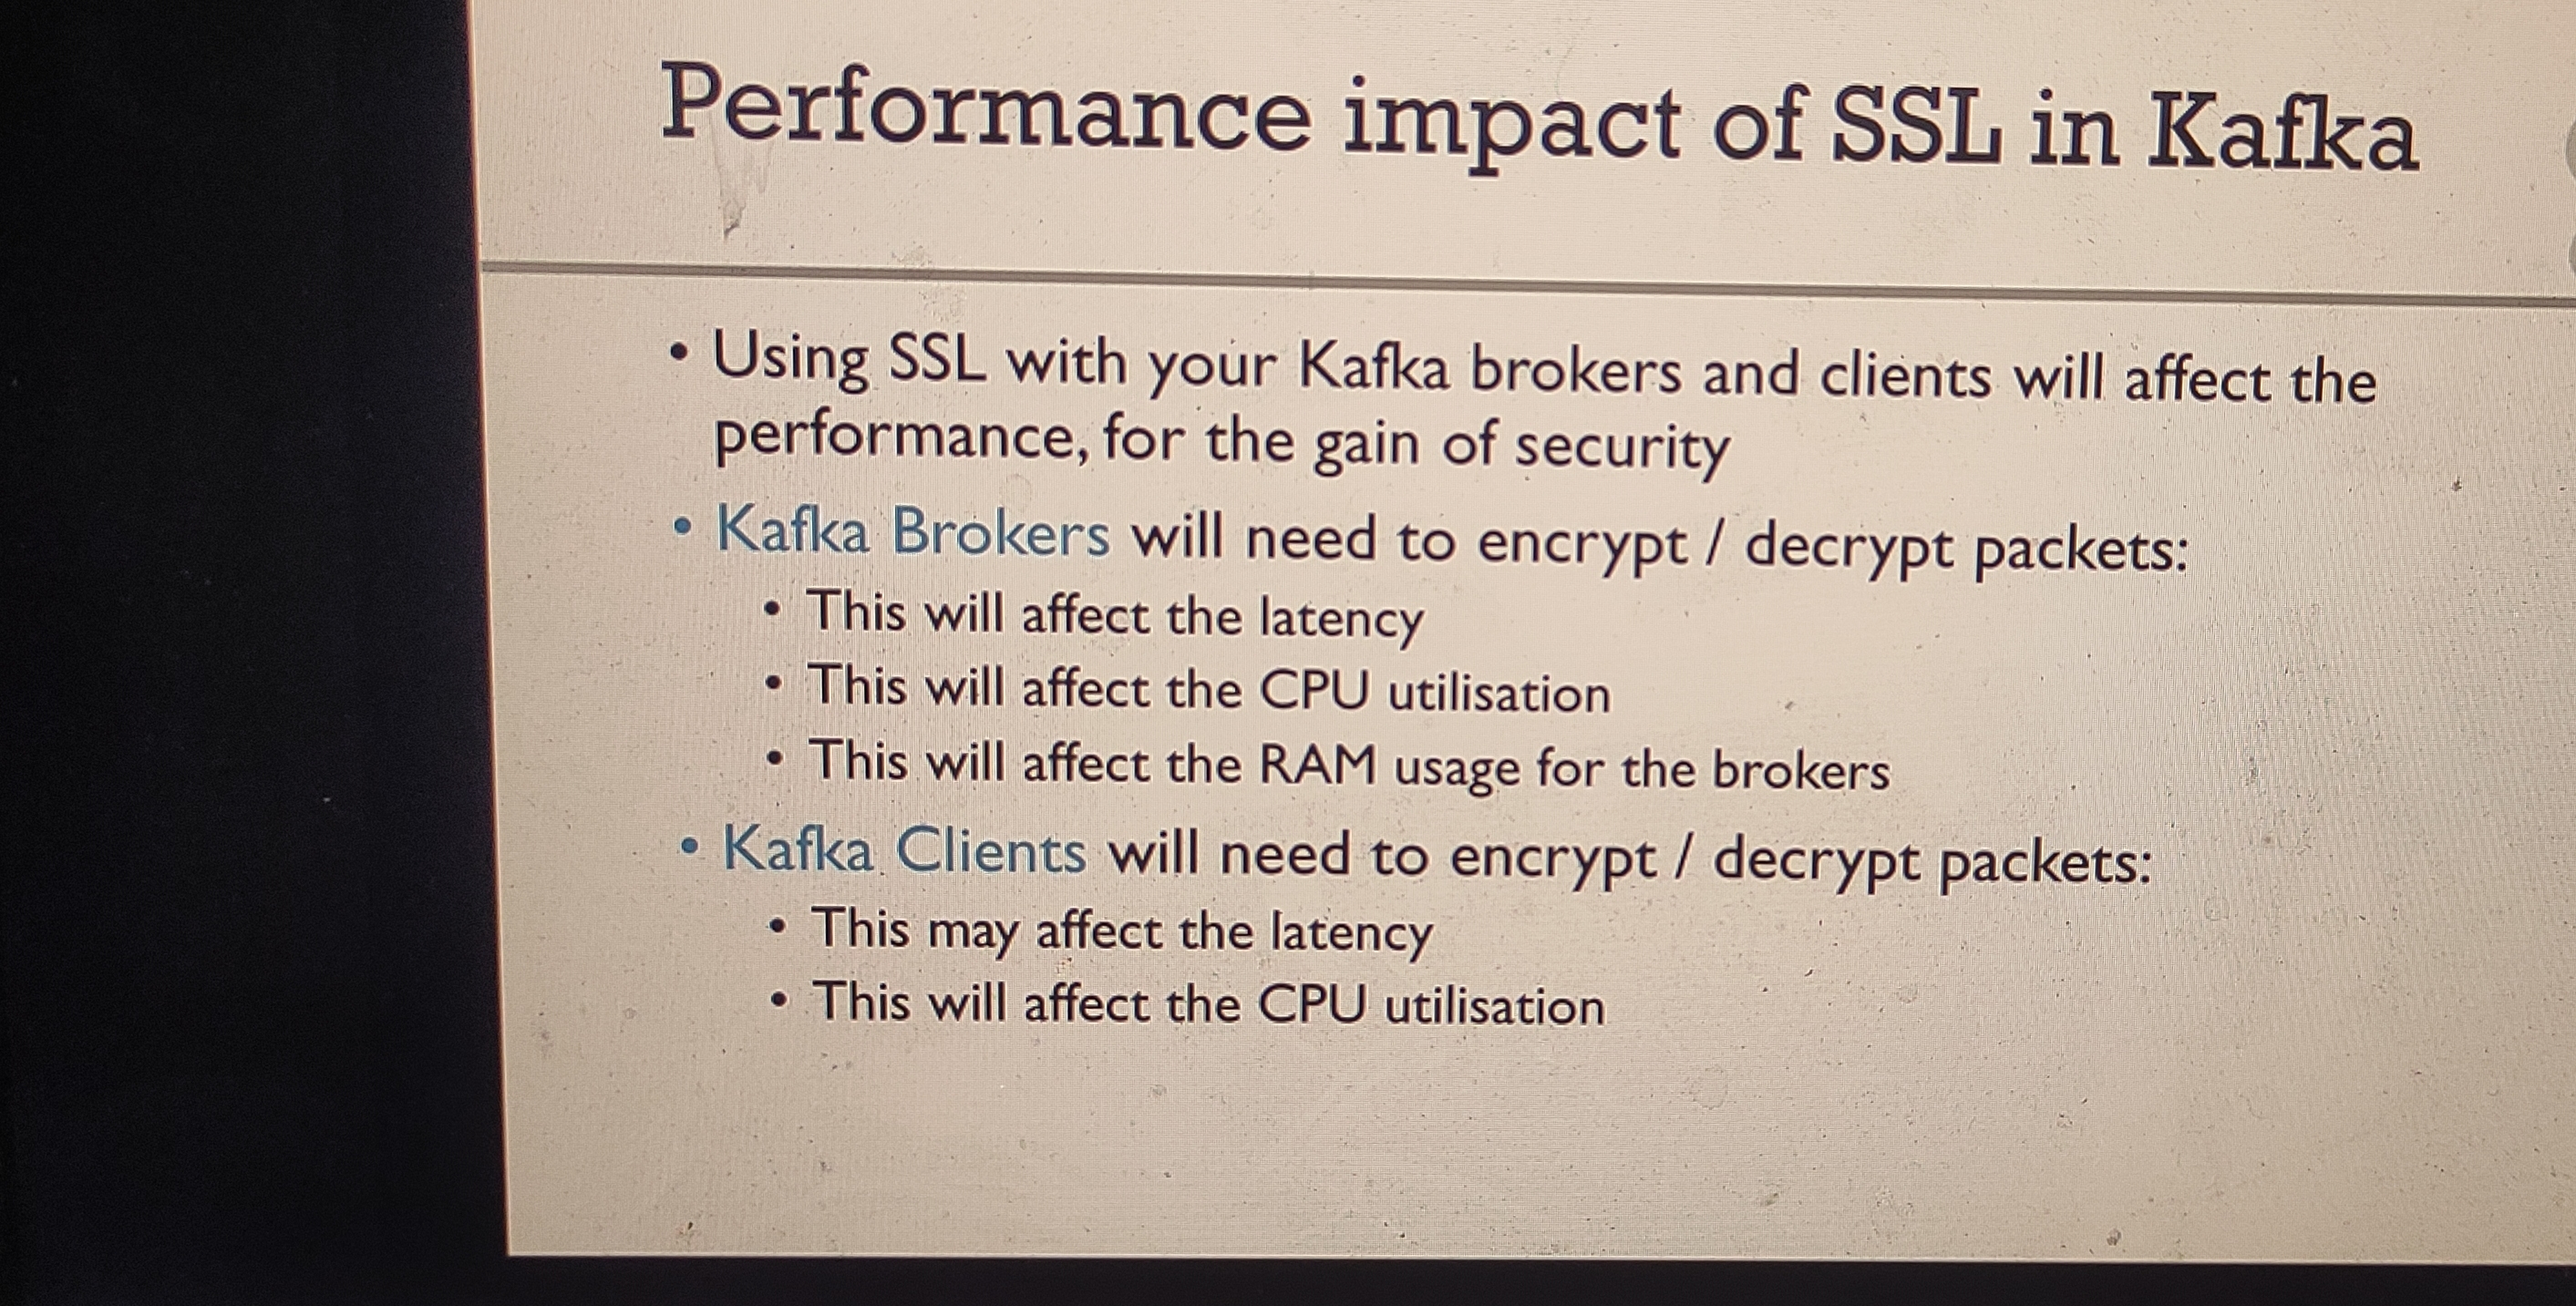 Performance impact of SSL in Kafka
• Using SSL with your Kafka brokers and clients will affect the
performance, for the gain of security
• Kafka Brokers will need to encrypt / decrypt packets:
• This will affect the latency
• This will affect the CPU utilisation
• This will affect the RAM usage for the brokers
• Kafka Clients will need to encrypt / decrypt packets:
• This may affect the latency
• This will affect the CPU utilisation